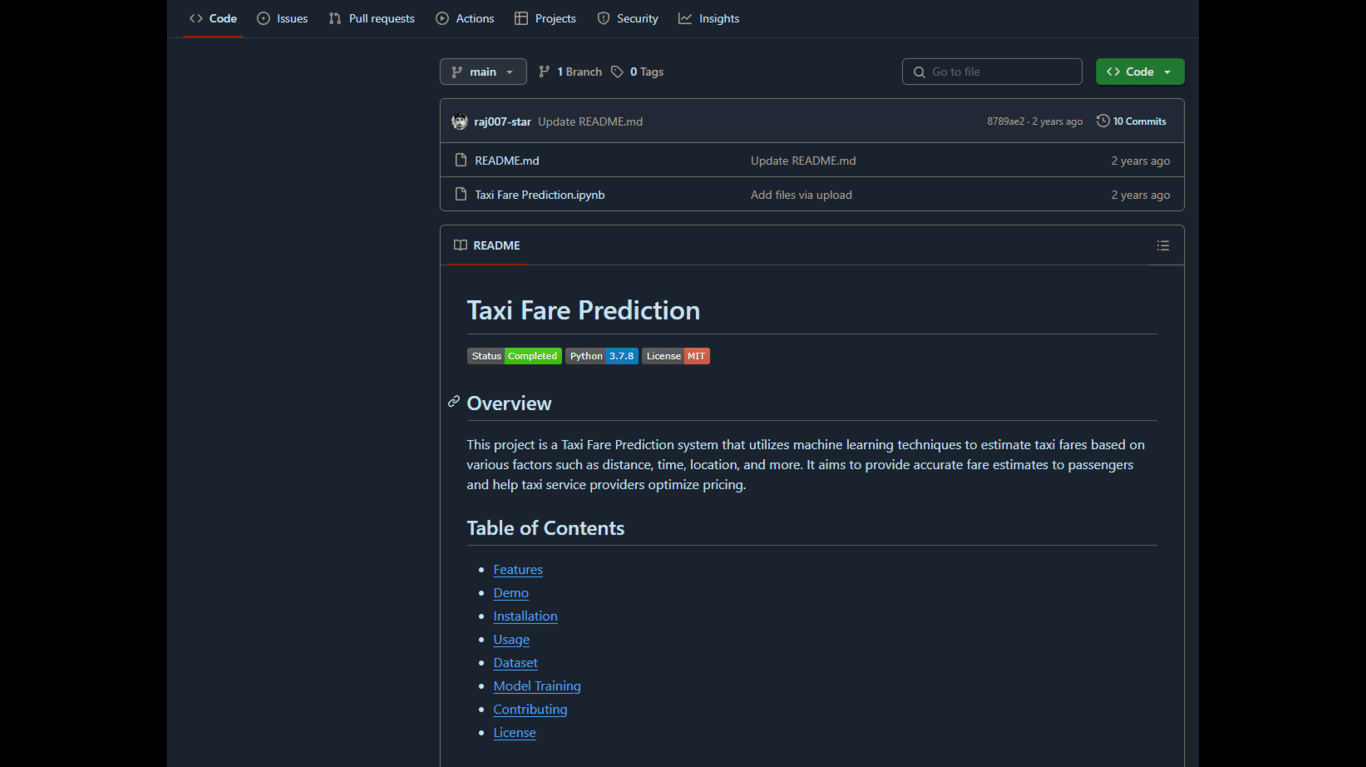 Code Issues Pull requests Actions Projects Security Insights
main 1 Branch 0 Tags Go to file Code
raj007-star Update README.md 8789ae2 · 2 years ago 10 Commits
README.md Update README.md 2 years ago
Taxi Fare Prediction.ipynb Add files via upload 2 years ago
README
Taxi Fare Prediction
Status Completed Python 3.7.8 License MIT
Overview
This project is a Taxi Fare Prediction system that utilizes machine learning techniques to estimate taxi fares based on
various factors such as distance, time, location, and more. It aims to provide accurate fare estimates to passengers
and help taxi service providers optimize pricing.
Table of Contents
Features
Demo
Installation
Usage
Dataset
Model Training
Contributing
License